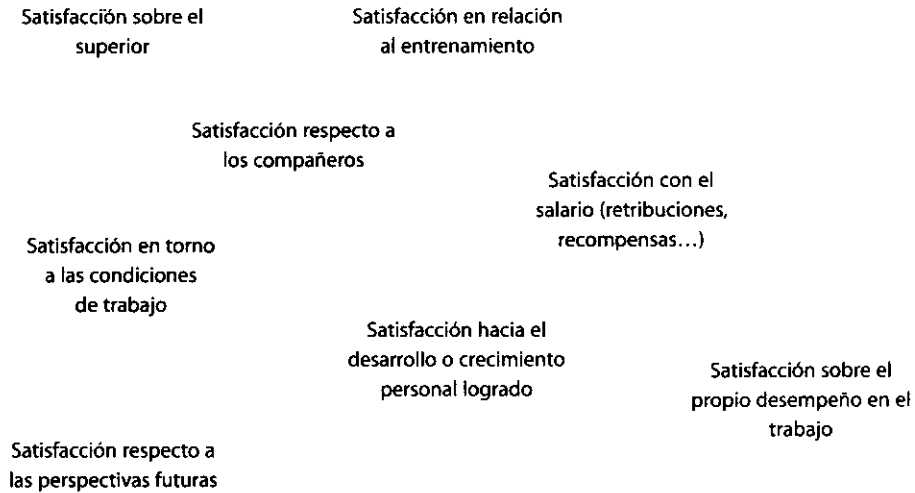 Satisfacción sobre el
superior
Satisfacción en relación
al entrenamiento
Satisfacción respecto a
los compañeros
Satisfacción con el
salario (retribuciones,
recompensas...)
Satisfacción en torno
a las condiciones
de trabajo
Satisfacción hacia el
desarrollo o crecimiento
personal logrado
Satisfacción sobre el
propio desempeño en el
trabajo
Satisfacción respecto a
las perspectivas futuras